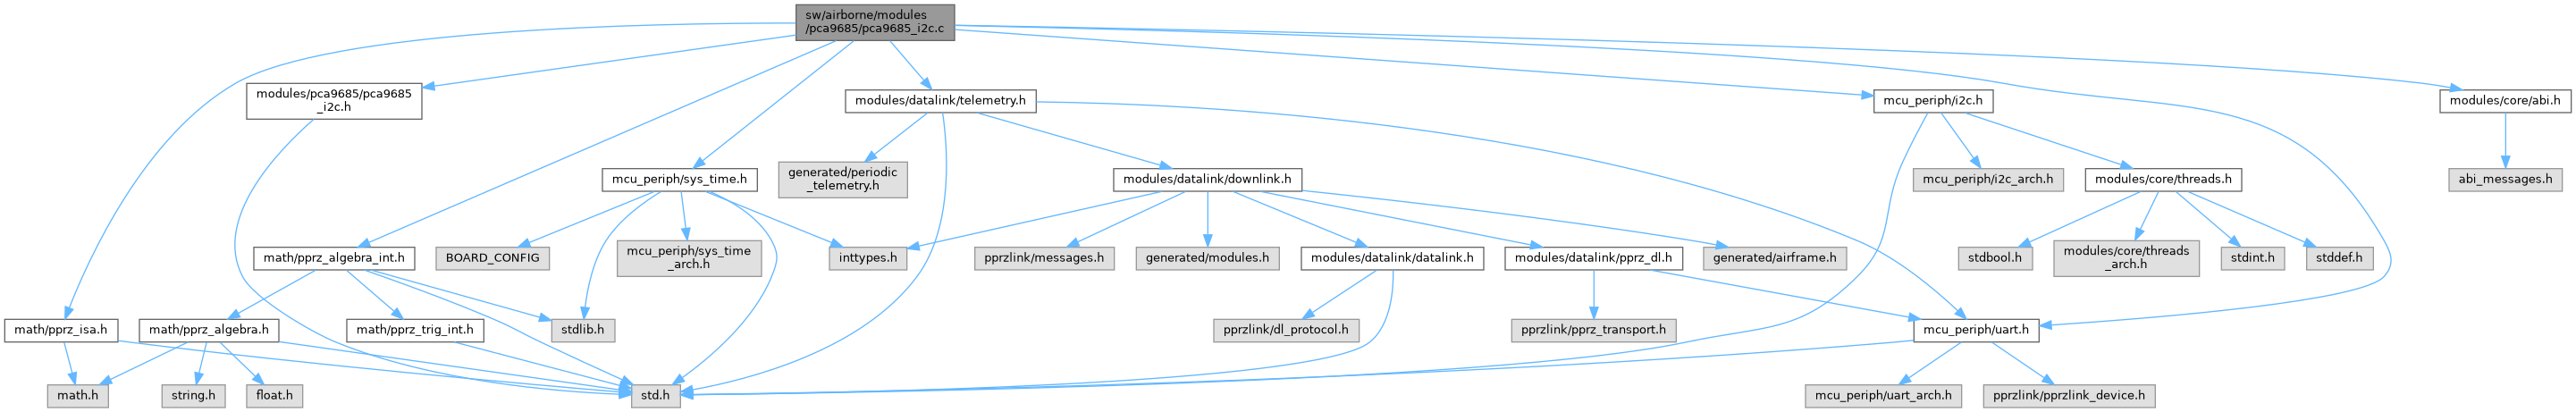 sw/airborne/modules
/pca9685/pca9685_i2c.c
modules/pca9685/pca9685
_i2c.h
modules/datalink/telemetry.h
mcu_periph/i2c.h
modules/core/abi.h
mcu_periph/sys_time.h
generated/periodic
_telemetry.h
modules/datalink/downlink.h
mcu_periph/i2c_arch.h
modules/core/threads.h
abi_messages.h
math/pprz_algebra_int.h
BOARD_CONFIG
mcu_periph/sys_time
_arch.h
inttypes.h
pprzlink/messages.h
generated/modules.h
modules/datalink/datalink.h
modules/datalink/pprz_dl.h
generated/airframe.h
stdbool.h
modules/core/threads
_arch.h
stdint.h
stddef.h
math/pprz_isa.h
math/pprz_algebra.h
math/pprz_trig_int.h
stdlib.h
pprzlink/dl_protocol.h
pprzlink/pprz_transport.h
mcu_periph/uart.h
math.h
string.h
float.h
std.h
mcu_periph/uart_arch.h
pprzlink/pprzlink_device.h